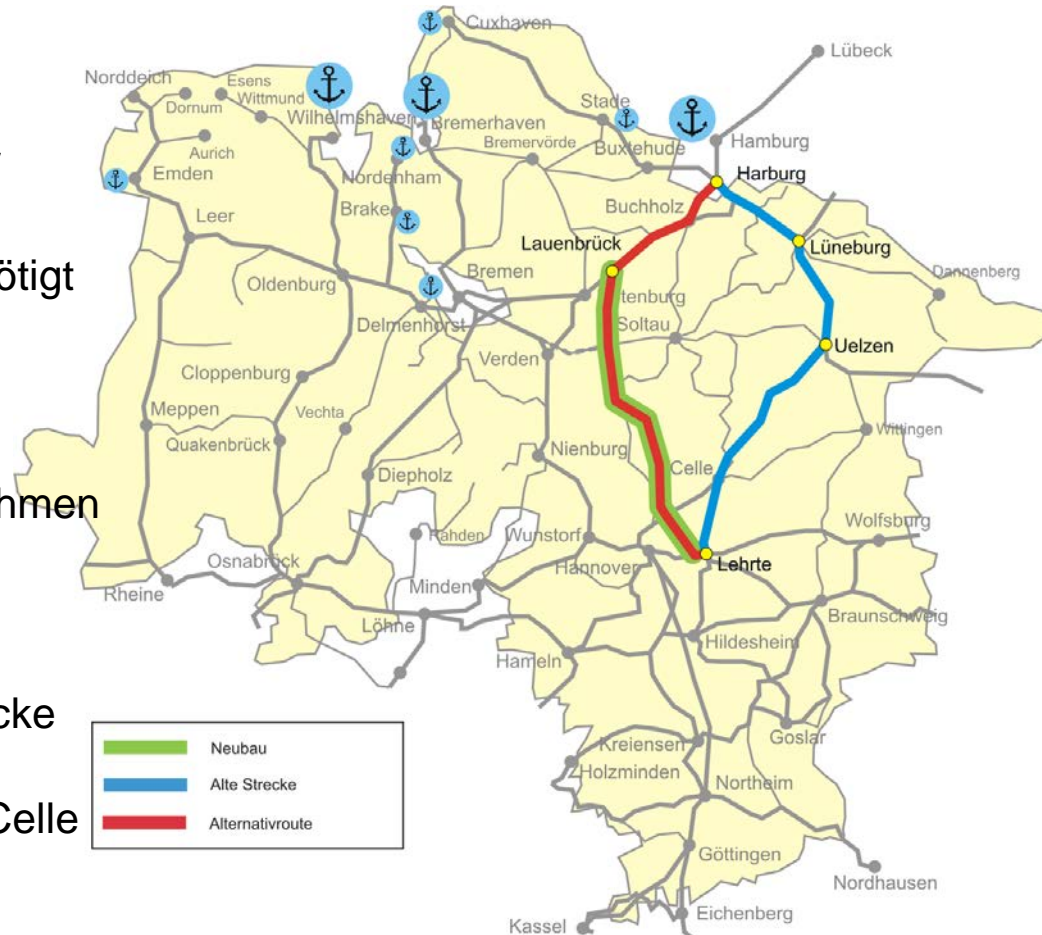 Cuxhaven
Lübeck
Norddeich
Esens
Wittmund
Dornum
Stade
Wilhelmshaven
Bremerhaven
Hamburg
Bremervörde
Buxtehude
Aurich
Emden
Nordenham
Harburg
Brake
Buchholz
Leer
Lauenbrück
Lüneburg
ötigt
Bremen
Dannenberg
Oldenburg
tenburg
Delmenhorst
Soltau
Uelzen
Verden
Cloppenburg
Meppen
Vechta
Wittingen
Quakenbrück
Nienburg
Celle
Diepholz
hmen
Wolfsburg
Rahden
Wunstorf
Osnabrück
Hannover
Lehrte
Rheine
Minden
Braunschweig
Löhne
Hildesheim
Hameln
cke
Goslar
Neubau
Kreiensen
Holzminden
Alte Strecke
Northeim
Celle
Alternativroute
Göttingen
Nordhausen
Kassel
Eichenberg